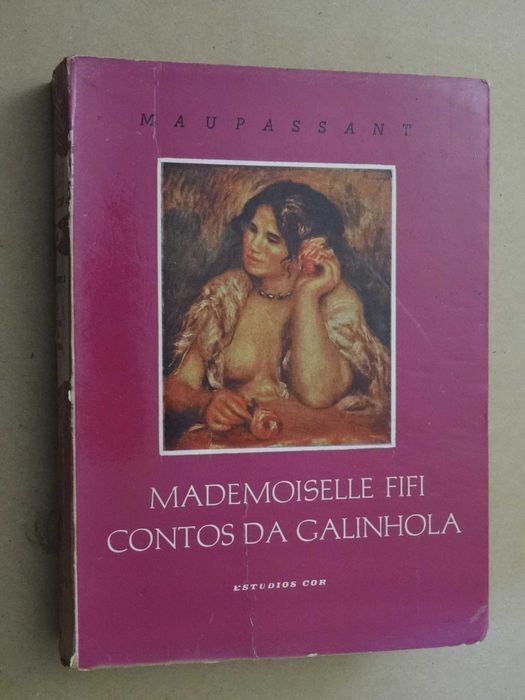 MAUPASSANT
MADEMOISELLE FIFI
CONTOS DA GALINHOLA
ESTUDIOS COR